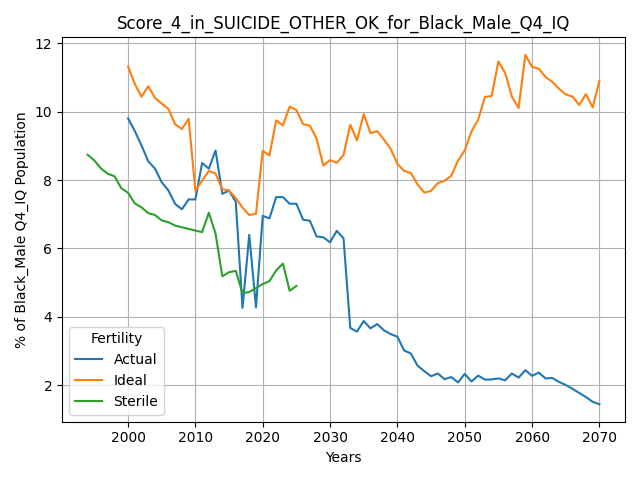 Score_4_in_SUICIDE_OTHER_OK_for_Black_Male_Q4_IQ
% of Black_Male Q4_IQ Population
12
10
8
6
4
2
Fertility
Actual
Ideal
Sterile
2000 2010 2020 2030 2040 2050 2060 2070
Years